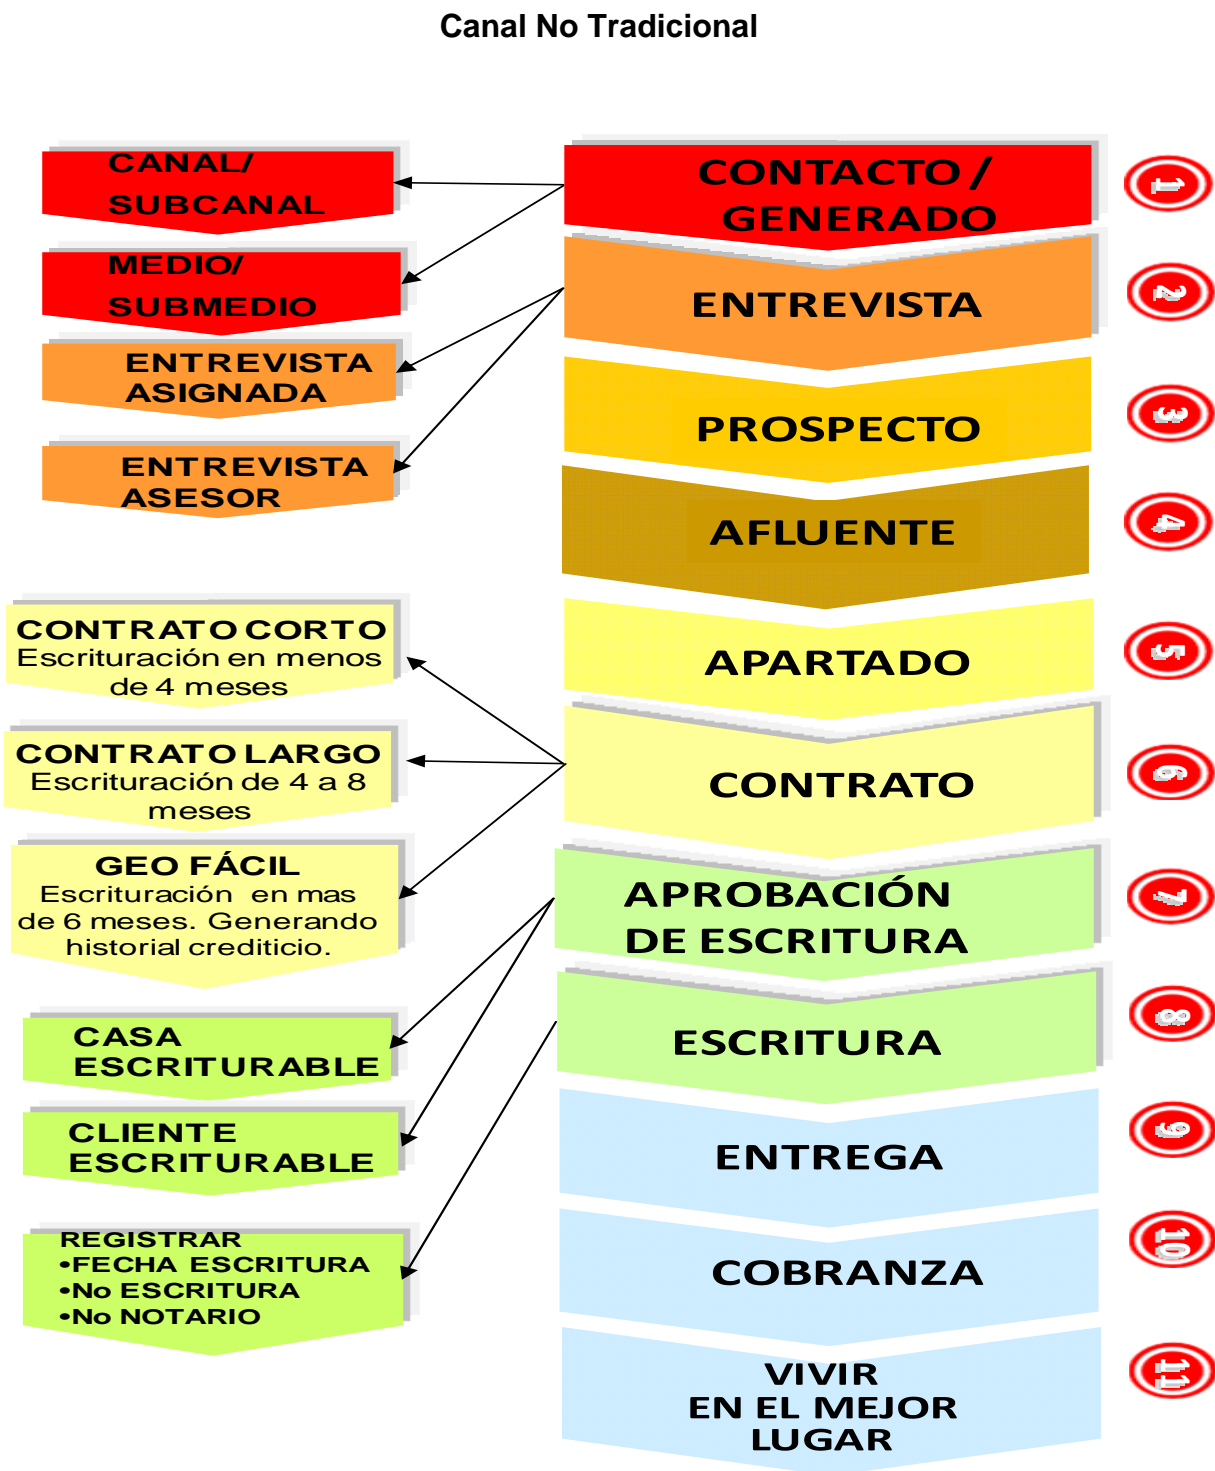 Canal No Tradicional
CANAL/
SUBCANAL
MEDIO/
SUBMEDIO
ENTREVISTA
ASIGNADA
ENTREVISTA
ASESOR
CONTRATO CORTO
Escrituración en menos
de 4 meses
CONTRATO LARGO
Escrituración de 4 a 8
meses
GEO FÁCIL
Escrituración en mas
de 6 meses. Generando
historial crediticio.
CASA
ESCRITURABLE
CLIENTE
ESCRITURABLE
REGISTRAR
•FECHA ESCRITURA
•No ESCRITURA
•No NOTARIO
CONTACTO /
GENERADO
1
ENTREVISTA
2
PROSPECTO
3
AFLUENTE
4
APARTADO
5
CONTRATO
6
APROBACIÓN
DE ESCRITURA
7
ESCRITURA
8
ENTREGA
9
COBRANZA
10
VIVIR
EN EL MEJOR
LUGAR
11